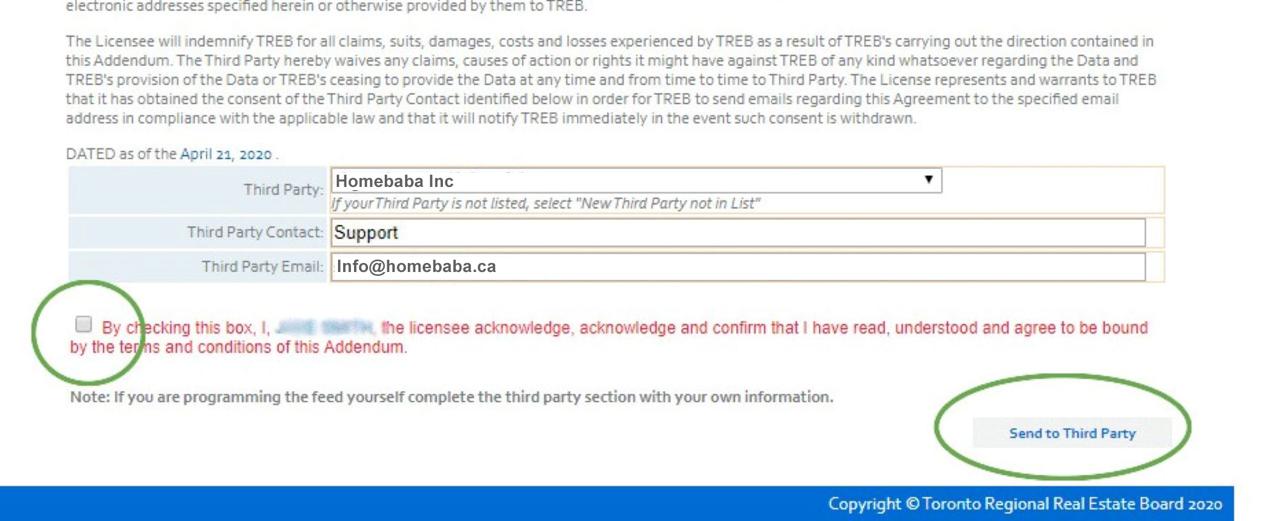 electronic addresses specified herein or otherwise provided by them to TREB.
The Licensee will indemnify TREB for all claims, suits, damages, costs and losses experienced by TREB as a result of TREB's carrying out the direction contained in
this Addendum. The Third Party hereby waives any claims, causes of action or rights it might have against TREB of any kind whatsoever regarding the Data and
TREB's provision of the Data or TREB's ceasing to provide the Data at any time and from time to time to Third Party. The License represents and warrants to TREB
that it has obtained the consent of the Third Party Contact identified below in order for TREB to send emails regarding this Agreement to the specified email
address in compliance with the applicable law and that it will notify TREB immediately in the event such consent is withdrawn.
DATED as of the April 21, 2020 .
Third Party: Homebaba Inc
If your Third Party is not listed, select "New Third Party not in List"
Third Party Contact: Support
Third Party Email: Info@homebaba.ca
By checking this box, I, , the licensee acknowledge, acknowledge and confirm that I have read, understood and agree to be bound
by the terms and conditions of this Addendum.
Note: If you are programming the feed yourself complete the third party section with your own information.
Send to Third Party
Copyright © Toronto Regional Real Estate Board 2020